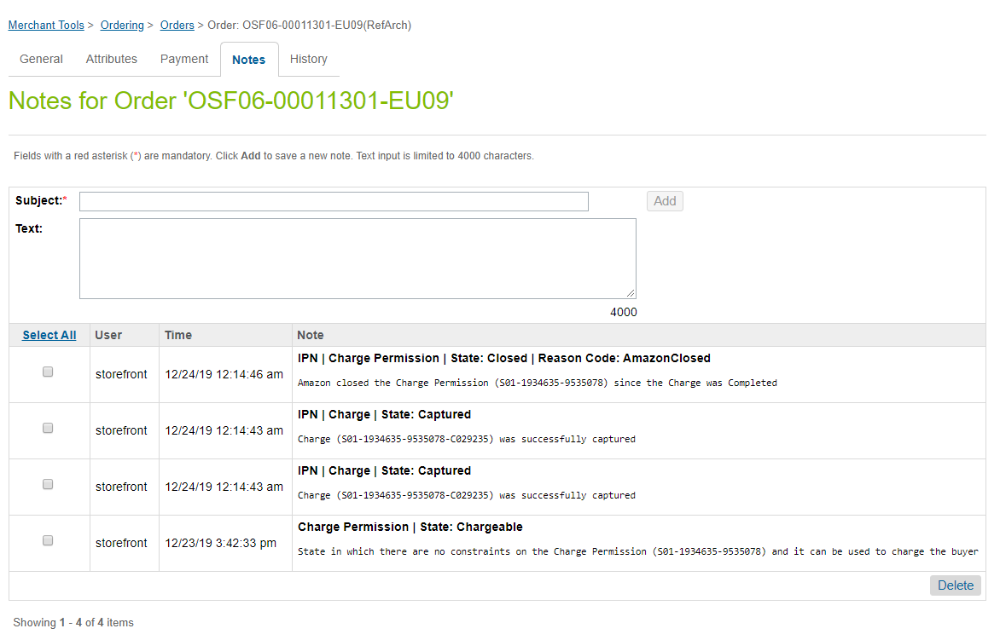 Merchant Tools > Ordering > Orders > Order: OSF06-00011301-EU09(RefArch)
General Attributes Payment Notes History
Notes for Order 'OSF06-00011301-EU09'
Fields with a red asterisk (*) are mandatory. Click Add to save a new note. Text input is limited to 4000 characters.
Subject:* Add
Text:
4000
Select All User Time Note
IPN | Charge Permission | State: Closed | Reason Code: AmazonClosed
storefront 12/24/19 12:14:46 am
Amazon closed the Charge Permission (S01-1934635-9535078) since the Charge was Completed
IPN | Charge | State: Captured
storefront 12/24/19 12:14:43 am
Charge (S01-1934635-9535078-C029235) was successfully captured
IPN | Charge | State: Captured
storefront 12/24/19 12:14:43 am
Charge (S01-1934635-9535078-C029235) was successfully captured
Charge Permission | State: Chargeable
storefront 12/23/19 3:42:33 pm
State in which there are no constraints on the Charge Permission (S01-1934635-9535078) and it can be used to charge the buyer
Delete
Showing 1 - 4 of 4 items